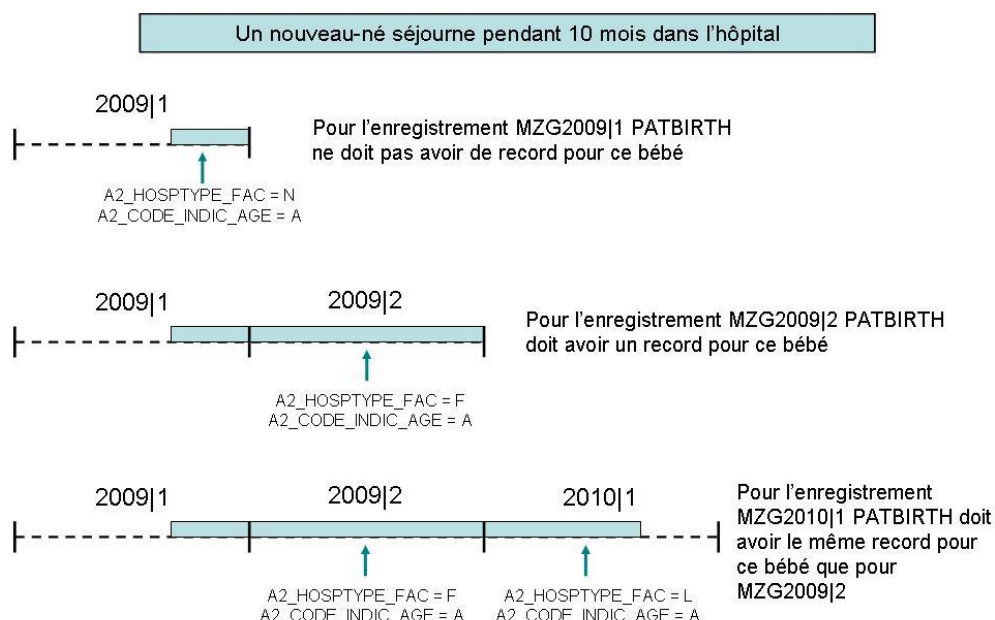 Un nouveau-né séjourne pendant 10 mois dans l'hôpital
2009|1
Pour l'enregistrement MZG2009|1 PATBIRTH
ne doit pas avoir de record pour ce bébé
A2_HOSPTYPE_FAC = N
A2_CODE_INDIC_AGE = A
2009|1
2009|2
Pour l'enregistrement MZG2009|2 PATBIRTH
doit avoir un record pour ce bébé
A2_HOSPTYPE_FAC = F
A2_CODE_INDIC_AGE = A
2009|1
2009|2
2010|1
Pour l'enregistrement
MZG2010|1 PATBIRTH doit
avoir le même record pour
ce bébé que pour
MZG2009|2
A2_HOSPTYPE_FAC = F
A2_CODE_INDIC_AGE = A
A2_HOSPTYPE_FAC = L
A2_CODE_INDIC_AGE = A